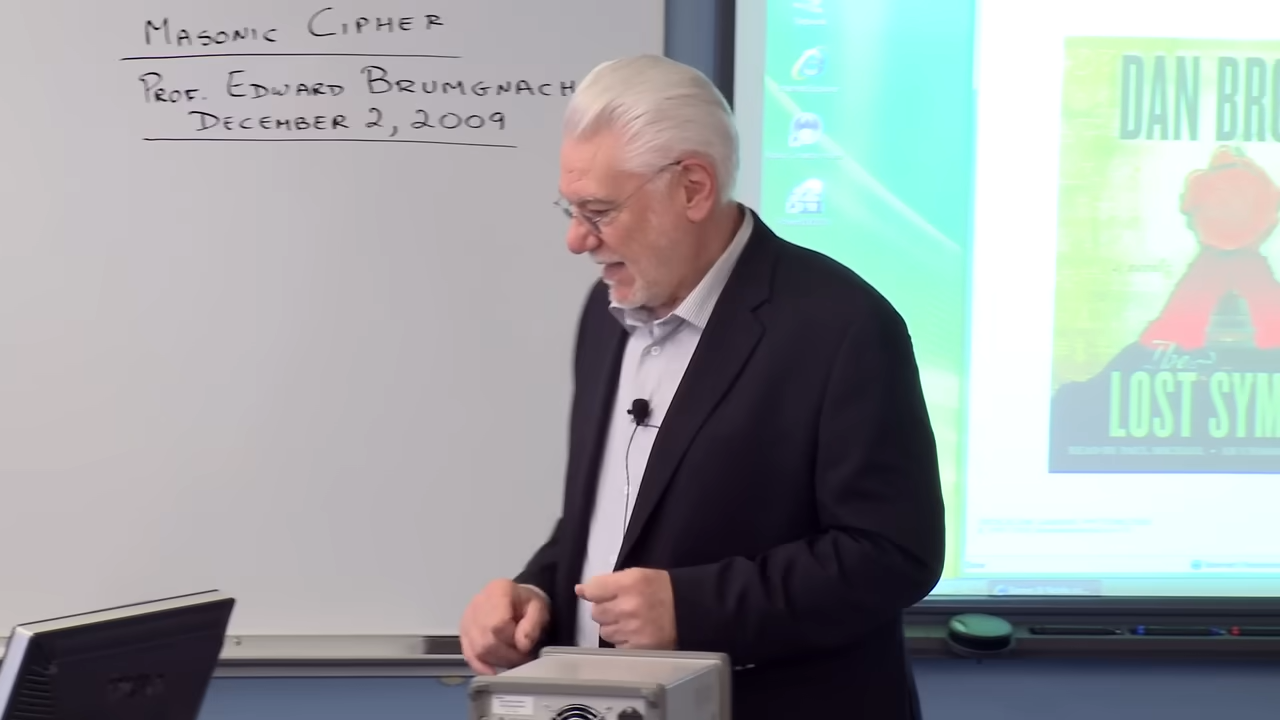 MASONIC CIPHER
PROF. EDWARD BRUMGNACH
DECEMBER 2, 2009
DAN BRO
The
LOST SYM